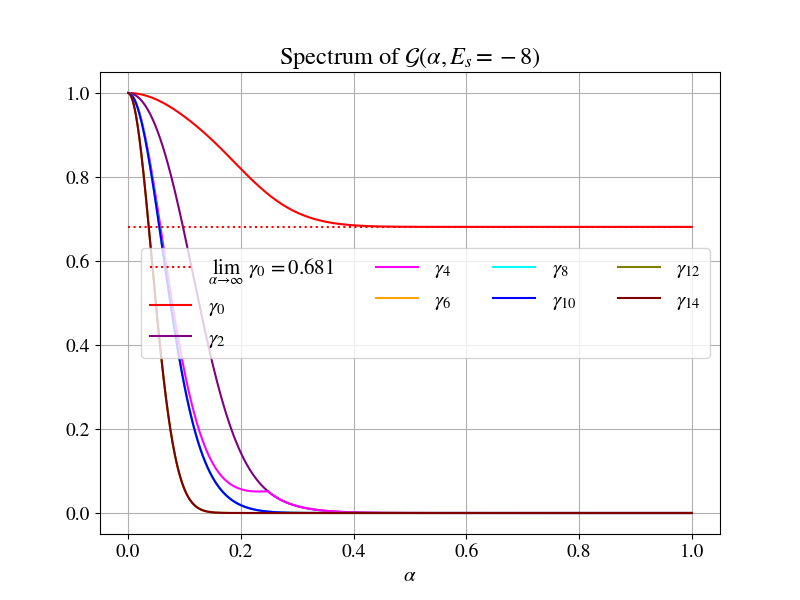 Spectrum of 𝒢(α, E_s = −8)
1.0
0.8
0.6
0.4
0.2
0.0
lim γ₀ = 0.681
α→∞
γ₀
γ₂
γ₄
γ₆
γ₈
γ₁₀
γ₁₂
γ₁₄
0.0 0.2 0.4 0.6 0.8 1.0
α